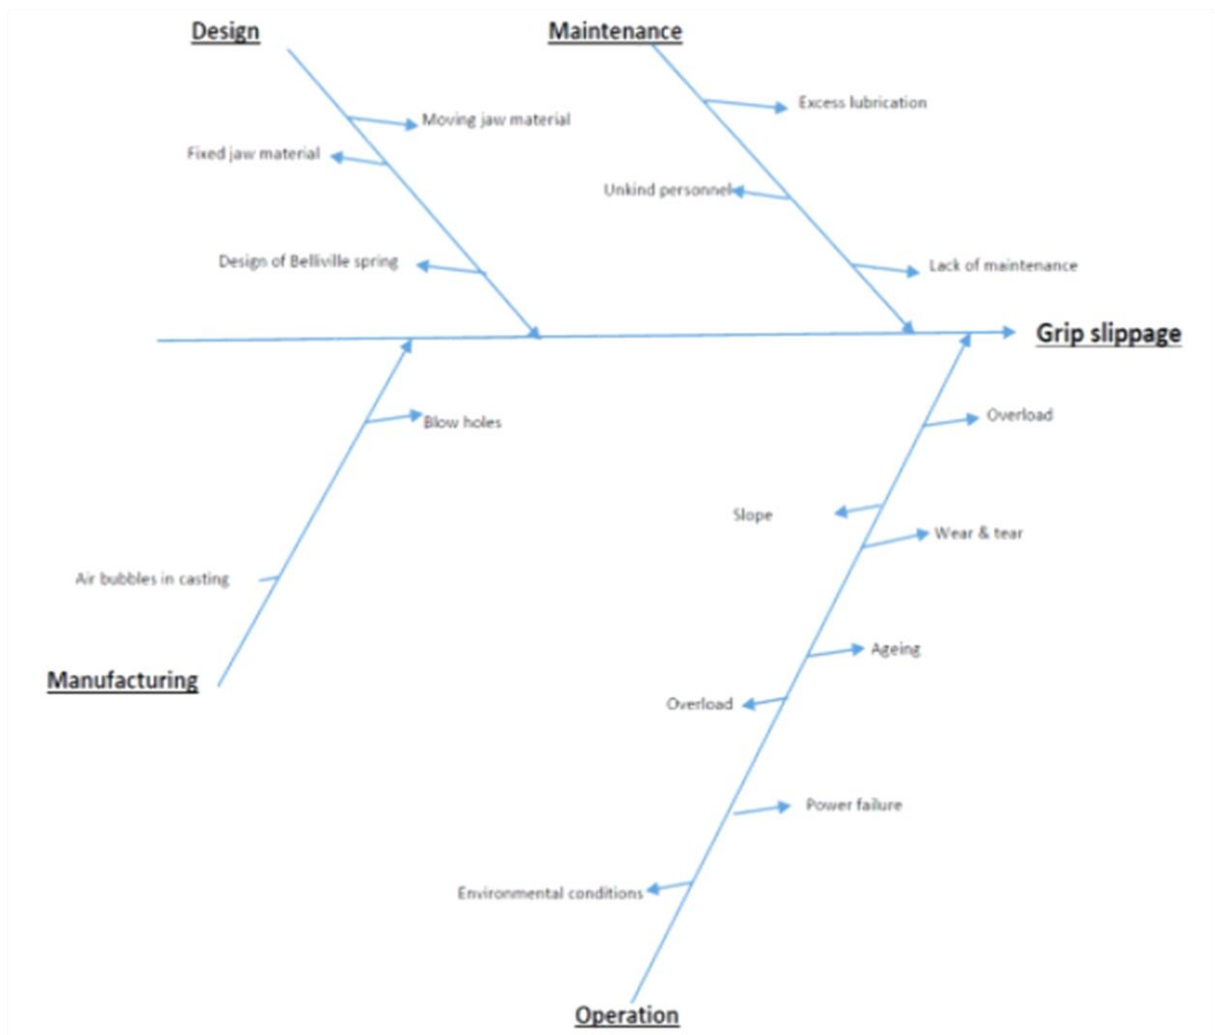 Design
Maintenance
Excess lubrication
Moving jaw material
Fixed jaw material
Unkind personnel
Design of Belliville spring
Lack of maintenance
Grip slippage
Blow holes
Overload
Slope
Wear & tear
Air bubbles in casting
Ageing
Manufacturing
Overload
Power failure
Environmental conditions
Operation